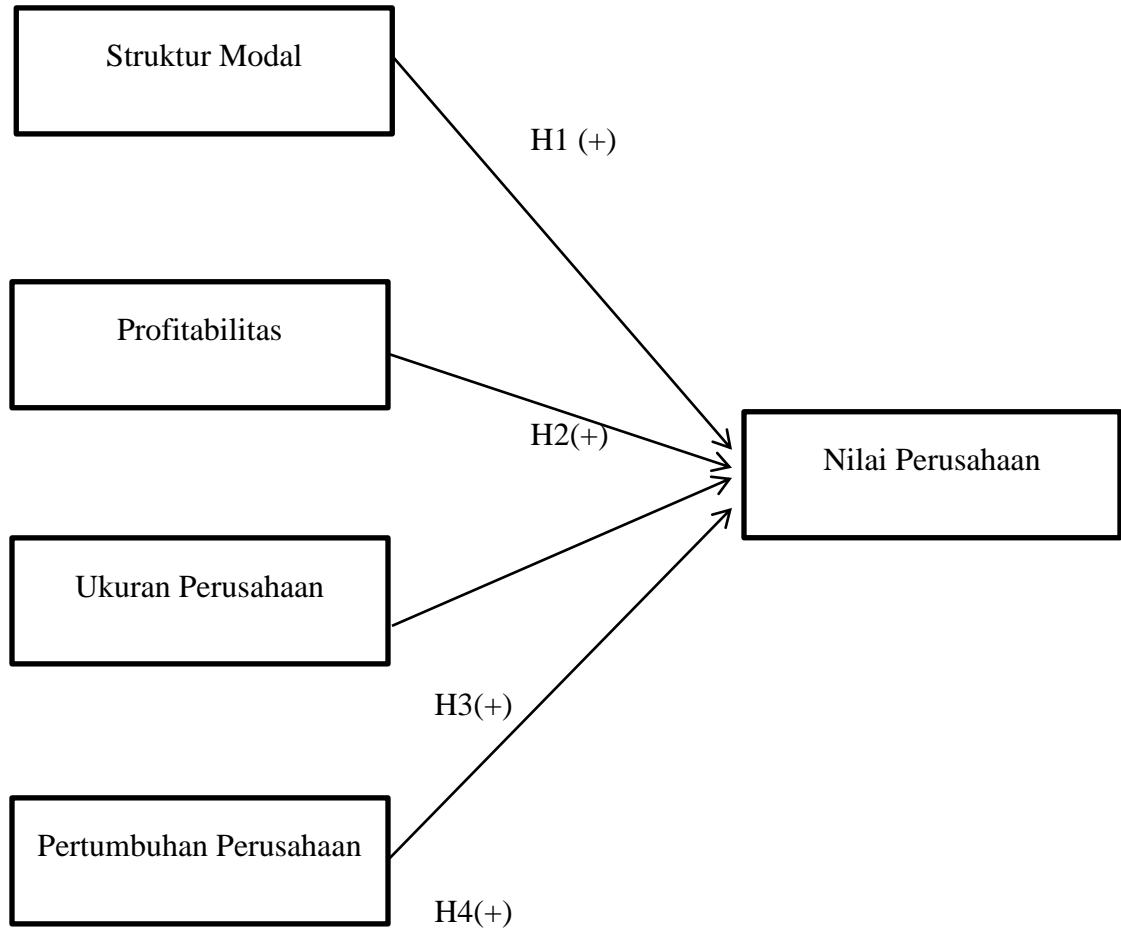 Struktur Modal
H1 (+)
Profitabilitas
H2(+)
Nilai Perusahaan
Ukuran Perusahaan
H3(+)
Pertumbuhan Perusahaan
H4(+)